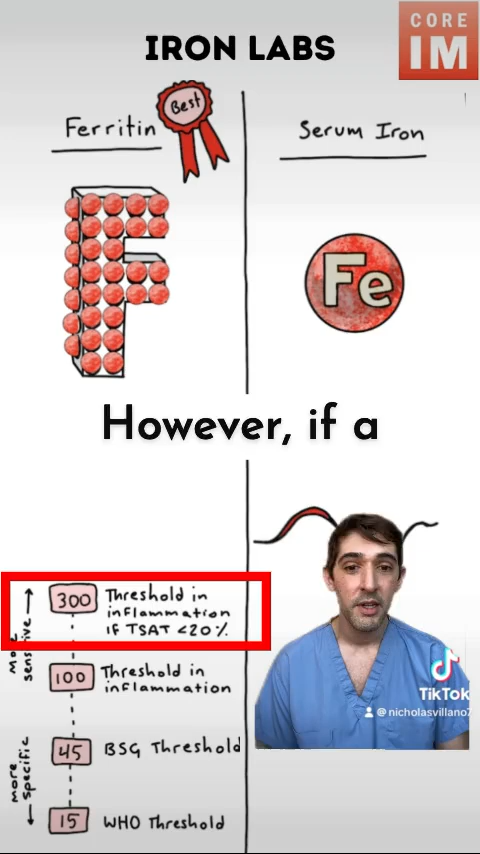 IRON LABS
CORE
IM
Ferritin
Best
Serum Iron
Fe
However, if a
300 Threshold in
inflammation
IF TSAT <20%
100 Threshold in
inflammation
45 BSG Threshold
15 WHO Threshold
more
sensitive
more
specific
TikTok
@nicholasvillano7